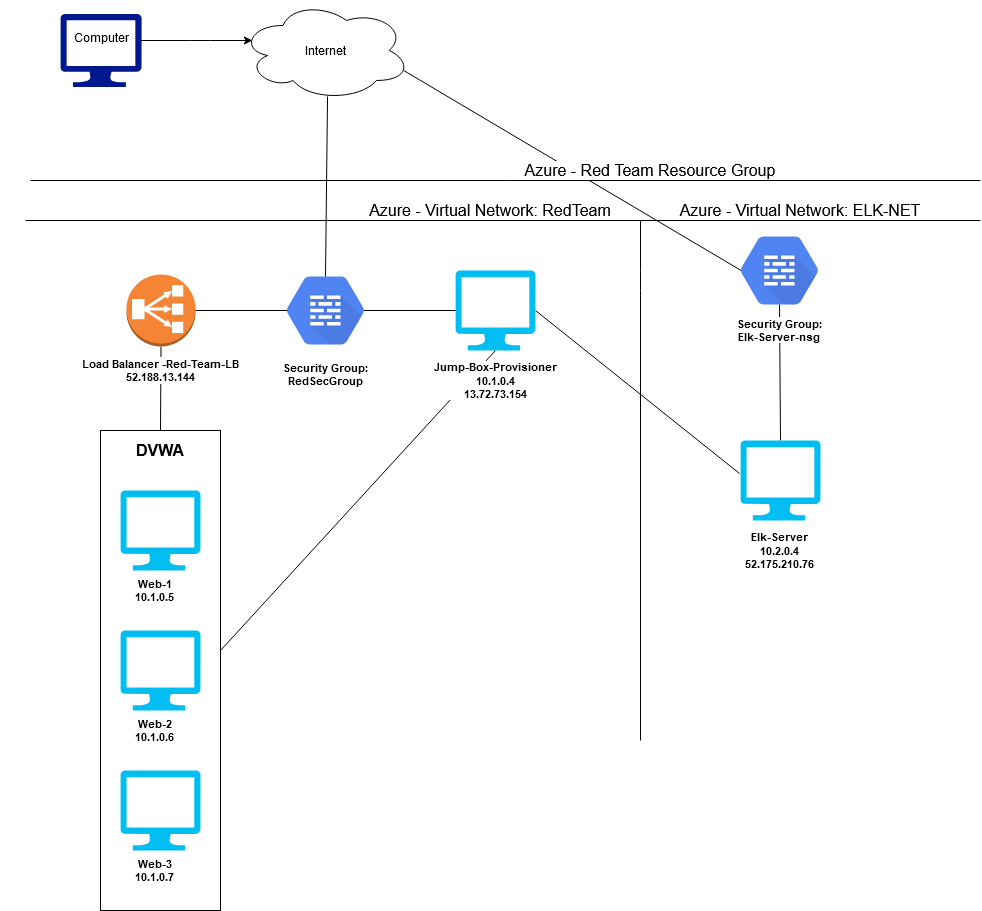 Computer
Internet
Azure - Red Team Resource Group
Azure - Virtual Network: RedTeam
Azure - Virtual Network: ELK-NET
Security Group:
Elk-Server-nsg
Load Balancer -Red-Team-LB
52.188.13.144
Security Group:
RedSecGroup
Jump-Box-Provisioner
10.1.0.4
13.72.73.154
DVWA
Web-1
10.1.0.5
Elk-Server
10.2.0.4
52.175.210.76
Web-2
10.1.0.6
Web-3
10.1.0.7